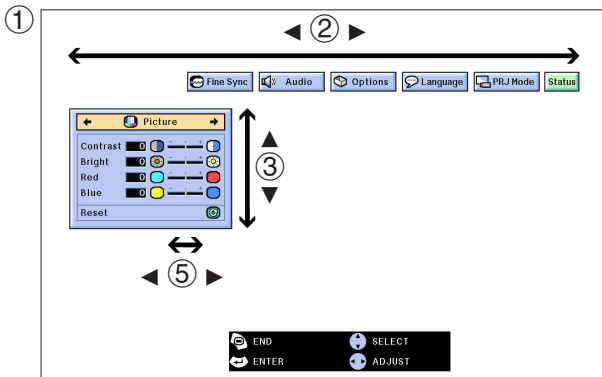 ①
◀ ② ▶
Fine Sync Audio Options Language PRJ Mode Status
Picture
Contrast 0 − +
Bright 0 − +
Red 0 − +
Blue 0 − +
Reset
▲
③
▼
◀ ⑤ ▶
END SELECT
ENTER ADJUST